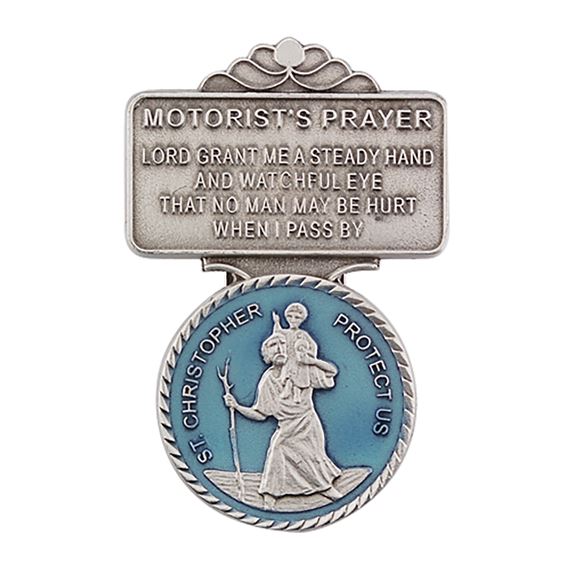 MOTORIST'S PRAYER
LORD GRANT ME A STEADY HAND
AND WATCHFUL EYE
THAT NO MAN MAY BE HURT
WHEN I PASS BY
ST. CHRISTOPHER
PROTECT US